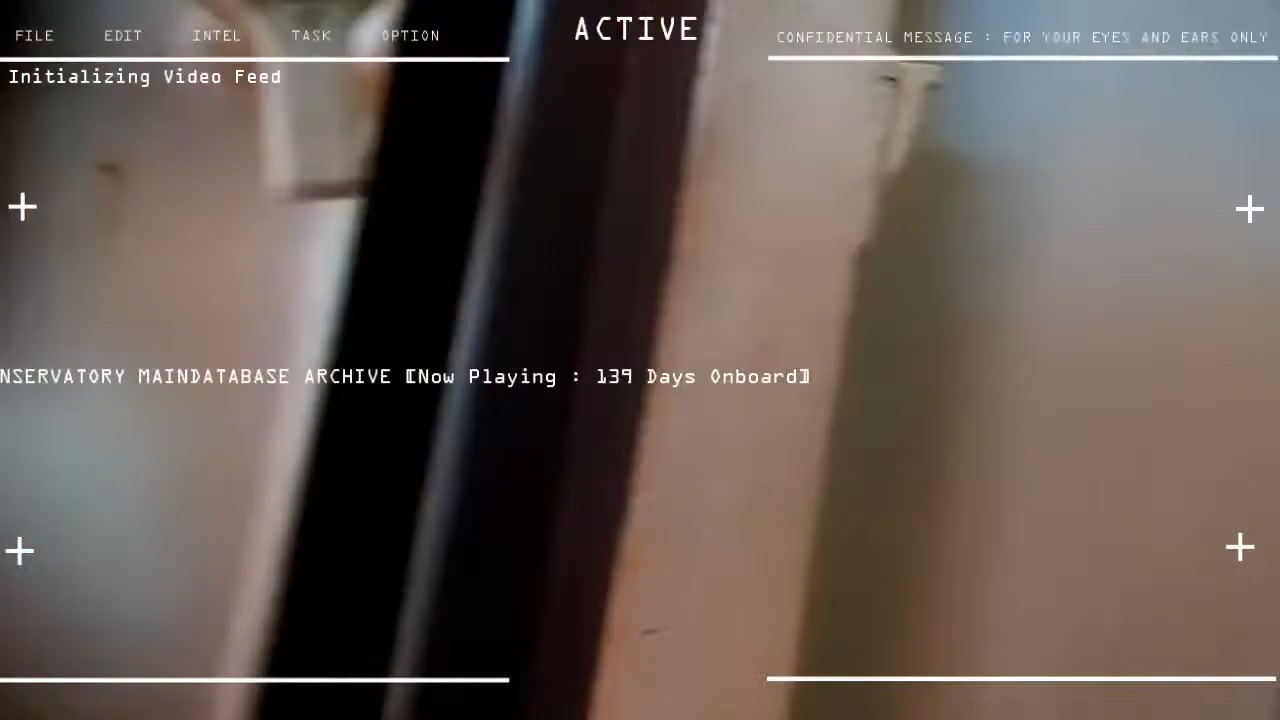 FILE EDIT INTEL TASK OPTION
ACTIVE
CONFIDENTIAL MESSAGE : FOR YOUR EYES AND EARS ONLY
Initializing Video Feed
NSERVATORY MAINDATABASE ARCHIVE [Now Playing : 139 Days Onboard]